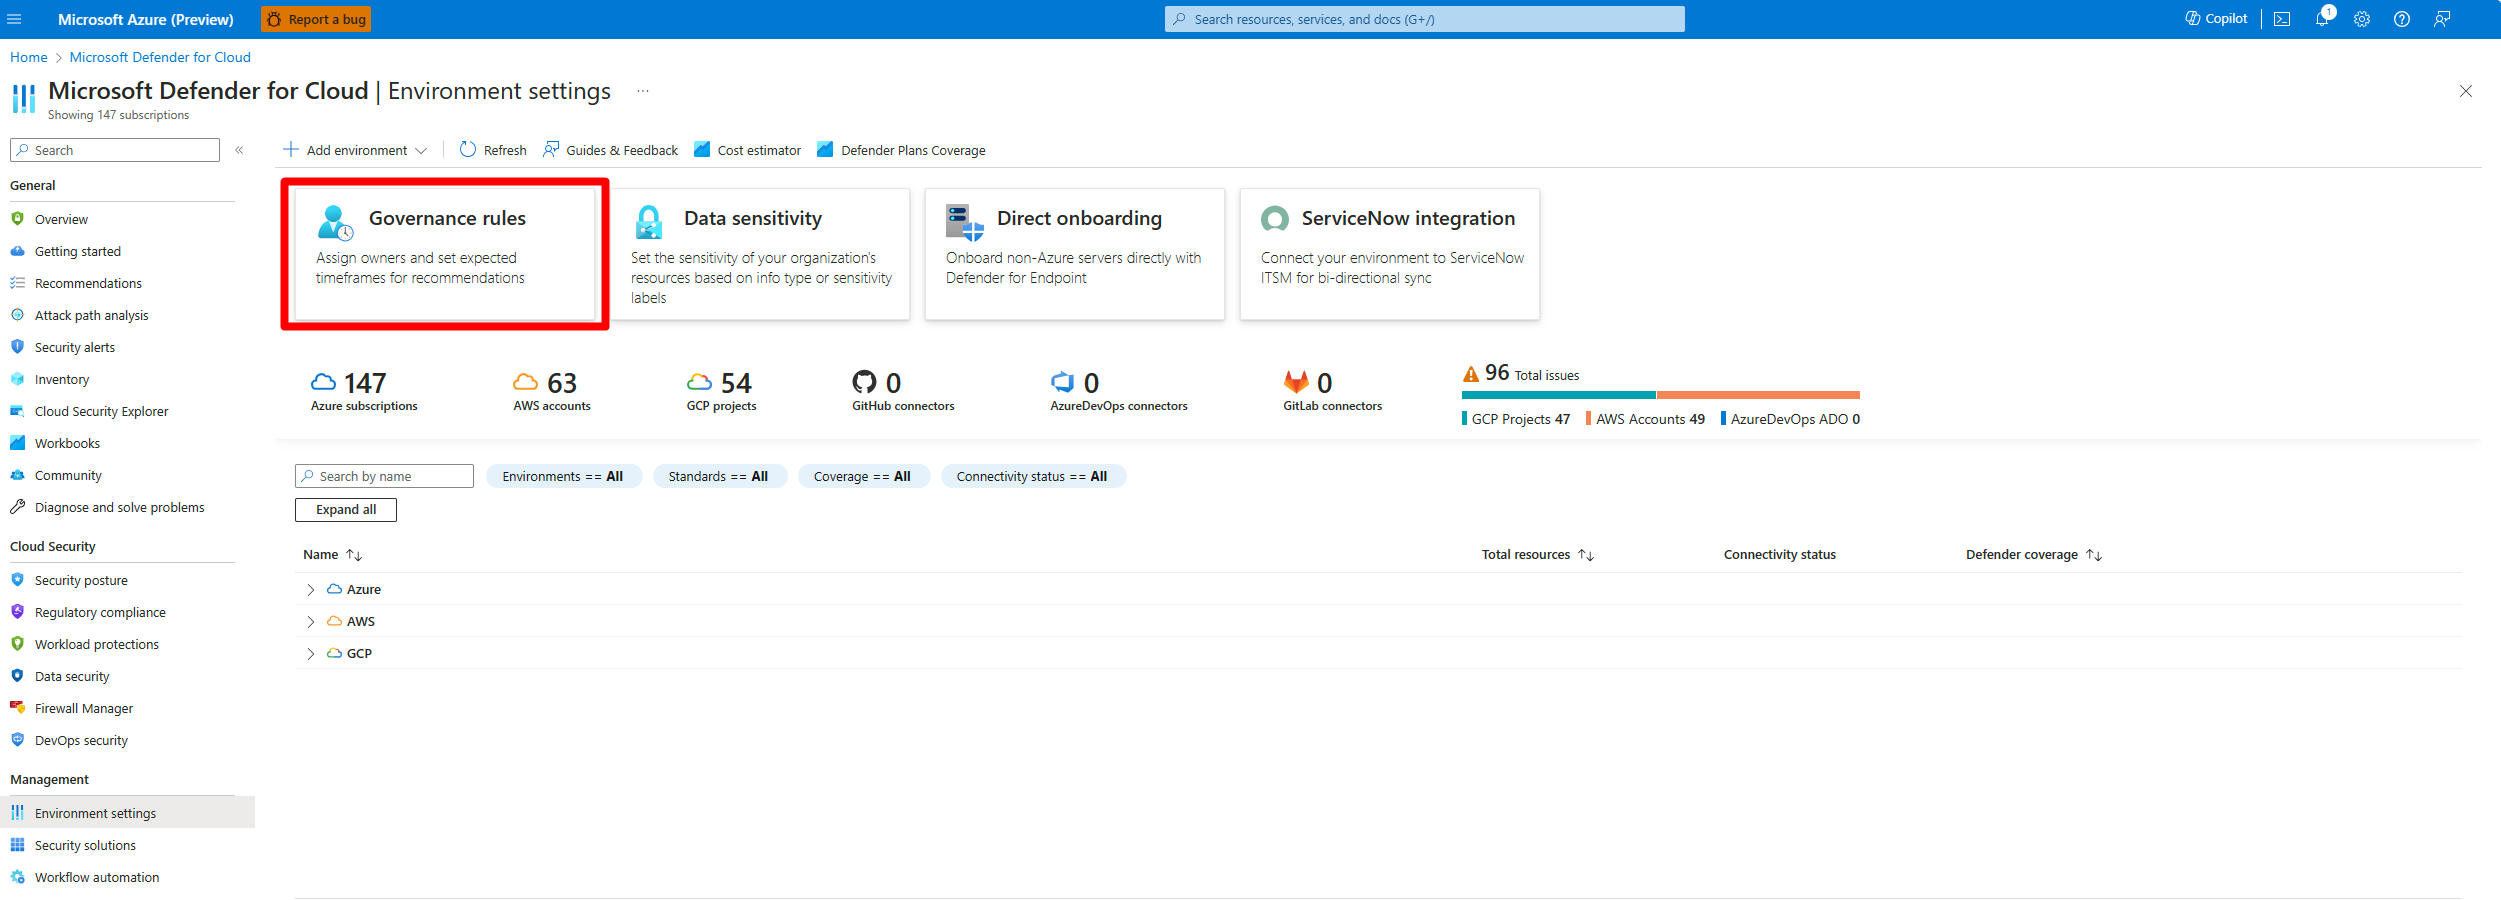 Microsoft Azure (Preview)
Report a bug
Search resources, services, and docs (G+/)
Copilot
1
Home > Microsoft Defender for Cloud
Microsoft Defender for Cloud | Environment settings ...
Showing 147 subscriptions
Search
«
Add environment
Refresh
Guides & Feedback
Cost estimator
Defender Plans Coverage
General
Overview
Getting started
Recommendations
Attack path analysis
Security alerts
Inventory
Cloud Security Explorer
Workbooks
Community
Diagnose and solve problems
Cloud Security
Security posture
Regulatory compliance
Workload protections
Data security
Firewall Manager
DevOps security
Management
Environment settings
Security solutions
Workflow automation
Governance rules
Assign owners and set expected
timeframes for recommendations
Data sensitivity
Set the sensitivity of your organization's
resources based on info type or sensitivity
labels
Direct onboarding
Onboard non-Azure servers directly with
Defender for Endpoint
ServiceNow integration
Connect your environment to ServiceNow
ITSM for bi-directional sync
147
Azure subscriptions
63
AWS accounts
54
GCP projects
0
GitHub connectors
0
AzureDevOps connectors
0
GitLab connectors
96 Total issues
GCP Projects 47
AWS Accounts 49
AzureDevOps ADO 0
Search by name
Environments == All
Standards == All
Coverage == All
Connectivity status == All
Expand all
Name ↑↓
Total resources ↑↓
Connectivity status
Defender coverage ↑↓
Azure
AWS
GCP